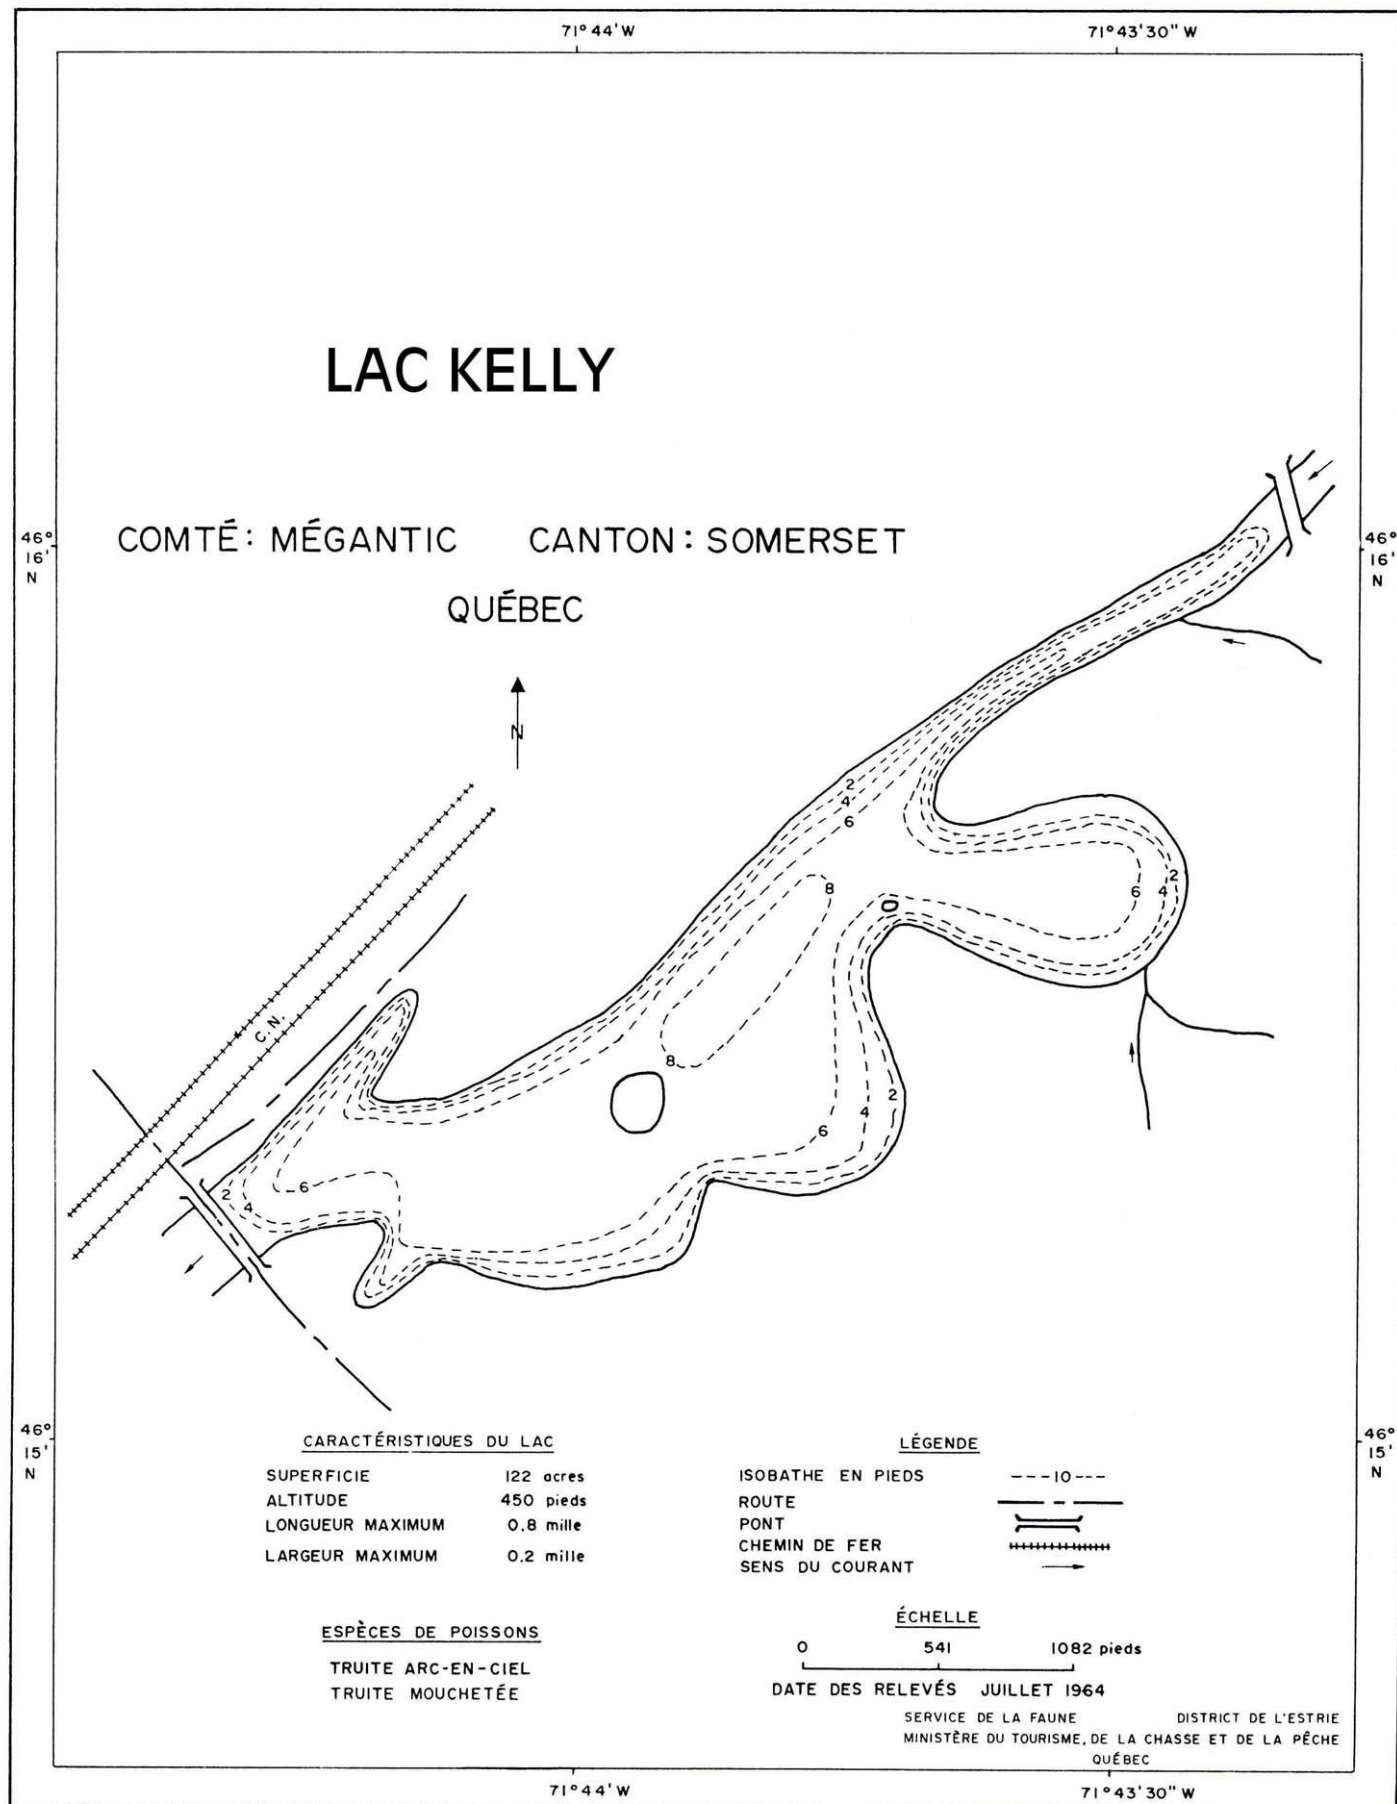 71°44'W 71°43'30"W
LAC KELLY
COMTÉ: MÉGANTIC CANTON: SOMERSET
QUÉBEC
46°
16'
N
46°
16'
N
N
2
4
6
8
2
4
6
8
C.N.
2
4
6
6
2
4
46°
15'
N
46°
15'
N
CARACTÉRISTIQUES DU LAC
SUPERFICIE 122 acres
ALTITUDE 450 pieds
LONGUEUR MAXIMUM 0.8 mille
LARGEUR MAXIMUM 0.2 mille
ESPÈCES DE POISSONS
TRUITE ARC-EN-CIEL
TRUITE MOUCHETÉE
LÉGENDE
ISOBATHE EN PIEDS ---10---
ROUTE
PONT
CHEMIN DE FER
SENS DU COURANT
ÉCHELLE
0 541 1082 pieds
DATE DES RELEVÉS JUILLET 1964
SERVICE DE LA FAUNE DISTRICT DE L'ESTRIE
MINISTÈRE DU TOURISME, DE LA CHASSE ET DE LA PÊCHE
QUÉBEC
71°44'W 71°43'30"W